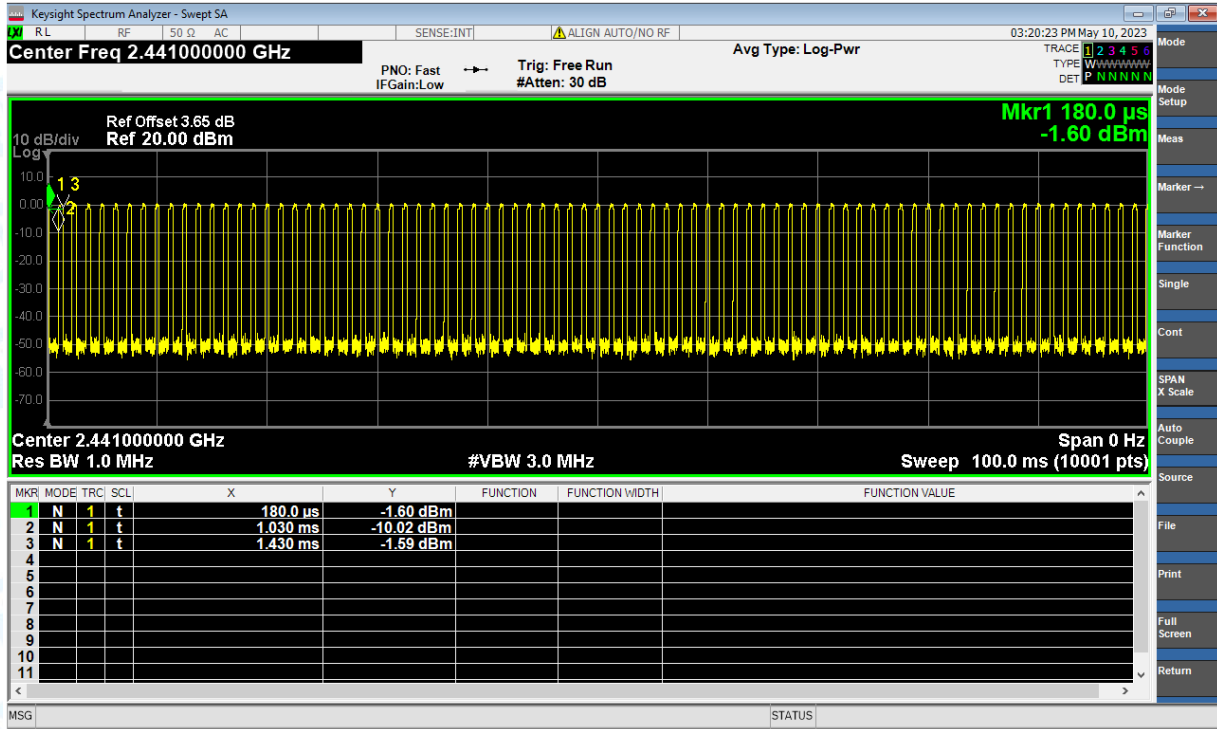 Keysight Spectrum Analyzer - Swept SA
LXI RL RF 50 Ω AC SENSE:INT ALIGN AUTO/NO RF 03:20:23 PM May 10, 2023
Center Freq 2.441000000 GHz
PNO: Fast
IFGain:Low
Trig: Free Run
#Atten: 30 dB
Avg Type: Log-Pwr
TRACE 1 2 3 4 5 6
TYPE WWWWWW
DET P N N N N N
Mkr1 180.0 µs
-1.60 dBm
Ref Offset 3.65 dB
10 dB/div Ref 20.00 dBm
Log
10.0
0.00
-10.0
-20.0
-30.0
-40.0
-50.0
-60.0
-70.0
1 3
2
Center 2.441000000 GHz Span 0 Hz
Res BW 1.0 MHz #VBW 3.0 MHz Sweep 100.0 ms (10001 pts)
MKR MODE TRC SCL X Y FUNCTION FUNCTION WIDTH FUNCTION VALUE
1 N 1 t 180.0 µs -1.60 dBm
2 N 1 t 1.030 ms -10.02 dBm
3 N 1 t 1.430 ms -1.59 dBm
4
5
6
7
8
9
10
11
MSG STATUS
Mode
Mode
Setup
Meas
Marker →
Marker
Function
Single
Cont
SPAN
X Scale
Auto
Couple
Source
File
Print
Full
Screen
Return